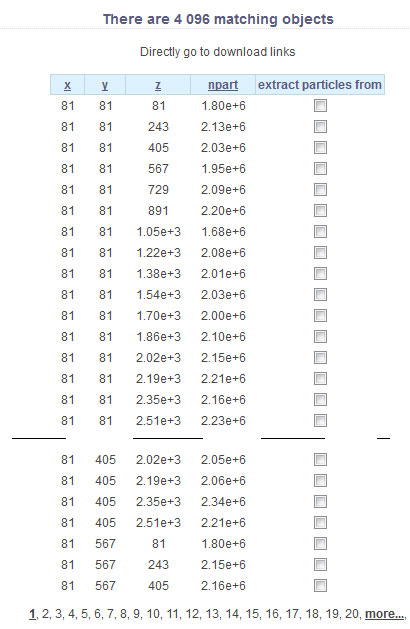 There are 4 096 matching objects
Directly go to download links
x y z npart extract particles from
81 81 81 1.80e+6
81 81 243 2.13e+6
81 81 405 2.03e+6
81 81 567 1.95e+6
81 81 729 2.09e+6
81 81 891 2.20e+6
81 81 1.05e+3 1.68e+6
81 81 1.22e+3 2.08e+6
81 81 1.38e+3 2.01e+6
81 81 1.54e+3 2.03e+6
81 81 1.70e+3 2.00e+6
81 81 1.86e+3 2.10e+6
81 81 2.02e+3 2.15e+6
81 81 2.19e+3 2.21e+6
81 81 2.35e+3 2.16e+6
81 81 2.51e+3 2.23e+6
81 405 2.02e+3 2.05e+6
81 405 2.19e+3 2.06e+6
81 405 2.35e+3 2.34e+6
81 405 2.51e+3 2.21e+6
81 567 81 1.80e+6
81 567 243 2.15e+6
81 567 405 2.16e+6
1, 2, 3, 4, 5, 6, 7, 8, 9, 10, 11, 12, 13, 14, 15, 16, 17, 18, 19, 20, more...,